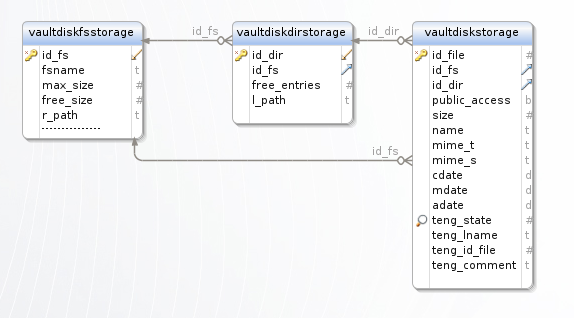 vaultdiskfsstorage
id_fs
fsname t
max_size #
free_size #
r_path t
---------------
id_fs
vaultdiskdirstorage
id_dir
id_fs
free_entries #
l_path t
id_dir
vaultdiskstorage
id_file #
id_fs
id_dir
public_access b
size #
name t
mime_t t
mime_s t
cdate d
mdate d
adate d
teng_state #
teng_lname t
teng_id_file #
teng_comment t
id_fs